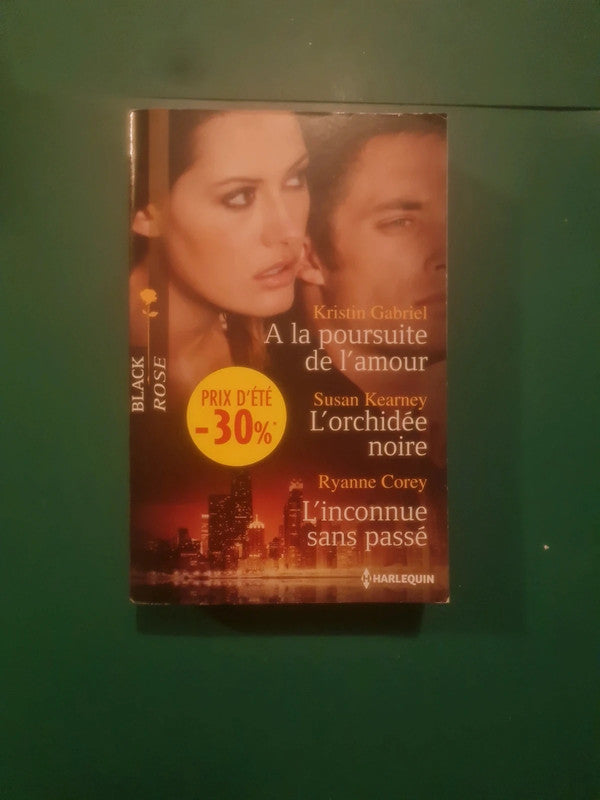 Kristin Gabriel
A la poursuite
de l'amour
BLACK
ROSE
PRIX D'ÉTÉ
-30%*
Susan Kearney
L'orchidée
noire
Ryanne Corey
L'inconnue
sans passé
H HARLEQUIN